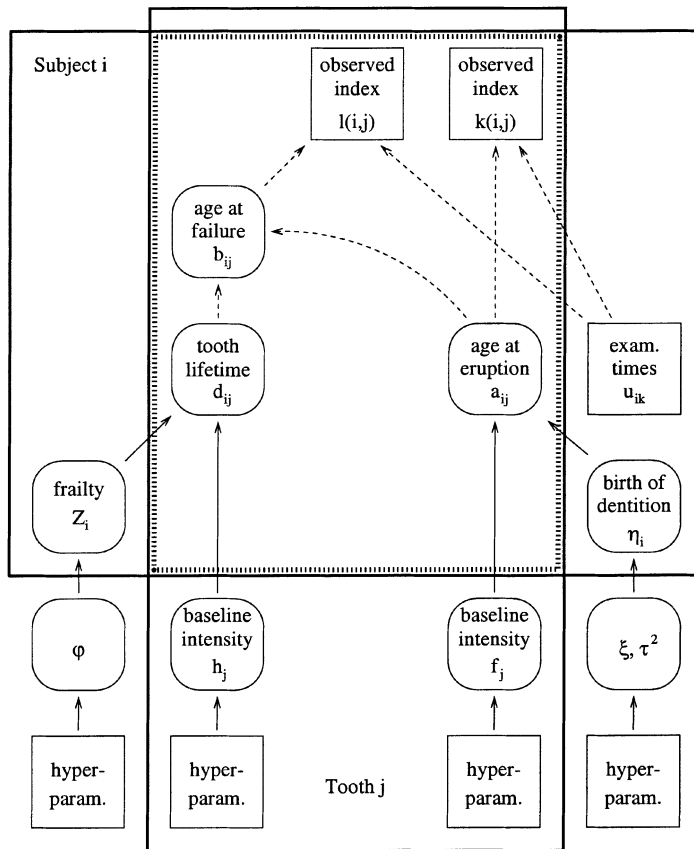 Subject i
observed
index
l(i,j)
observed
index
k(i,j)
age at
failure
b_ij
tooth
lifetime
d_ij
age at
eruption
a_ij
exam.
times
u_ik
frailty
Z_i
birth of
dentition
η_i
φ
baseline
intensity
h_j
baseline
intensity
f_j
ξ, τ²
hyper-
param.
hyper-
param.
Tooth j
hyper-
param.
hyper-
param.